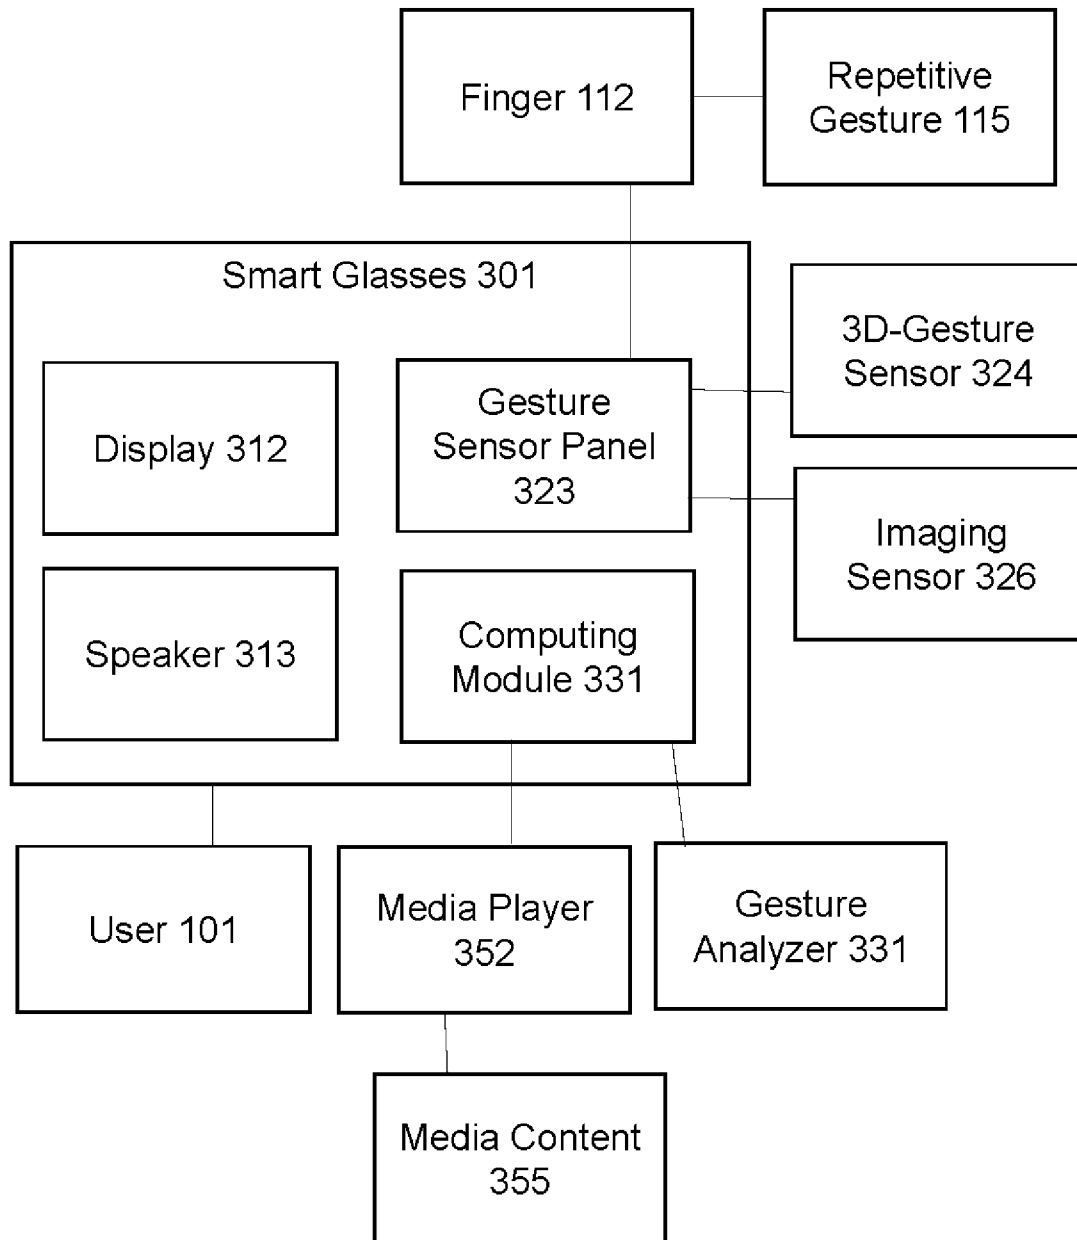 Finger 112
Repetitive
Gesture 115
Smart Glasses 301
3D-Gesture
Sensor 324
Display 312
Gesture
Sensor Panel
323
Imaging
Sensor 326
Speaker 313
Computing
Module 331
User 101
Media Player
352
Gesture
Analyzer 331
Media Content
355